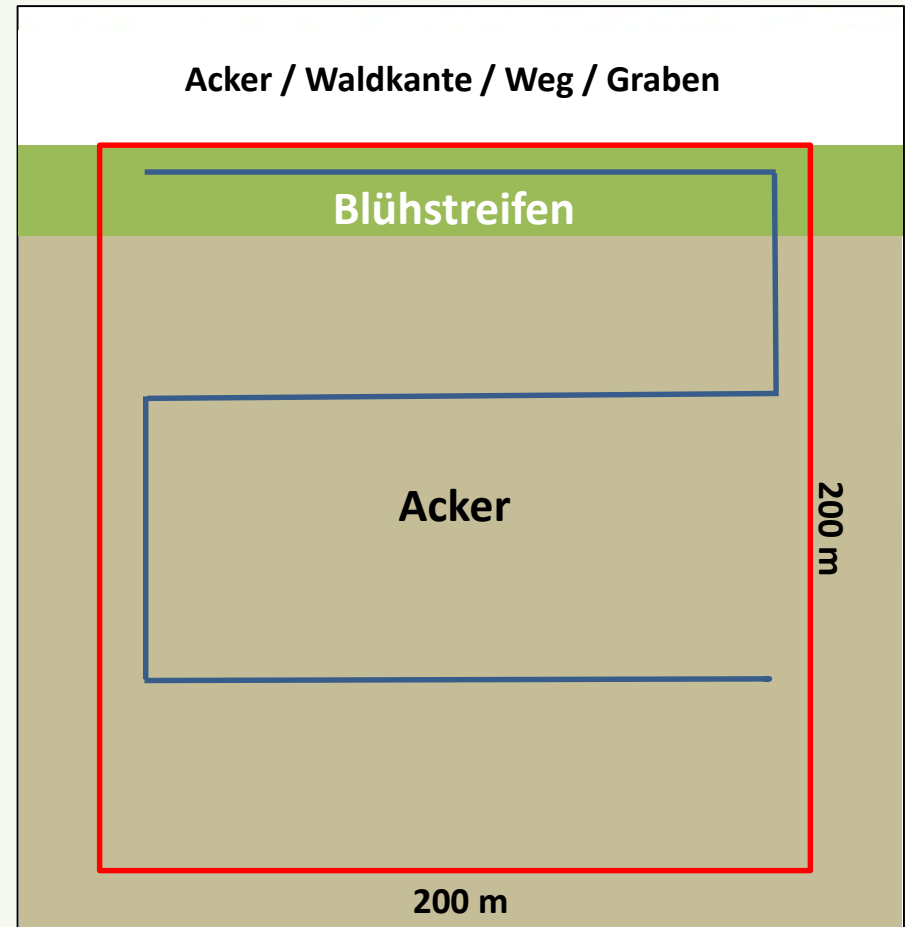 Acker / Waldkante / Weg / Graben
Blühstreifen
Acker
200 m
200 m